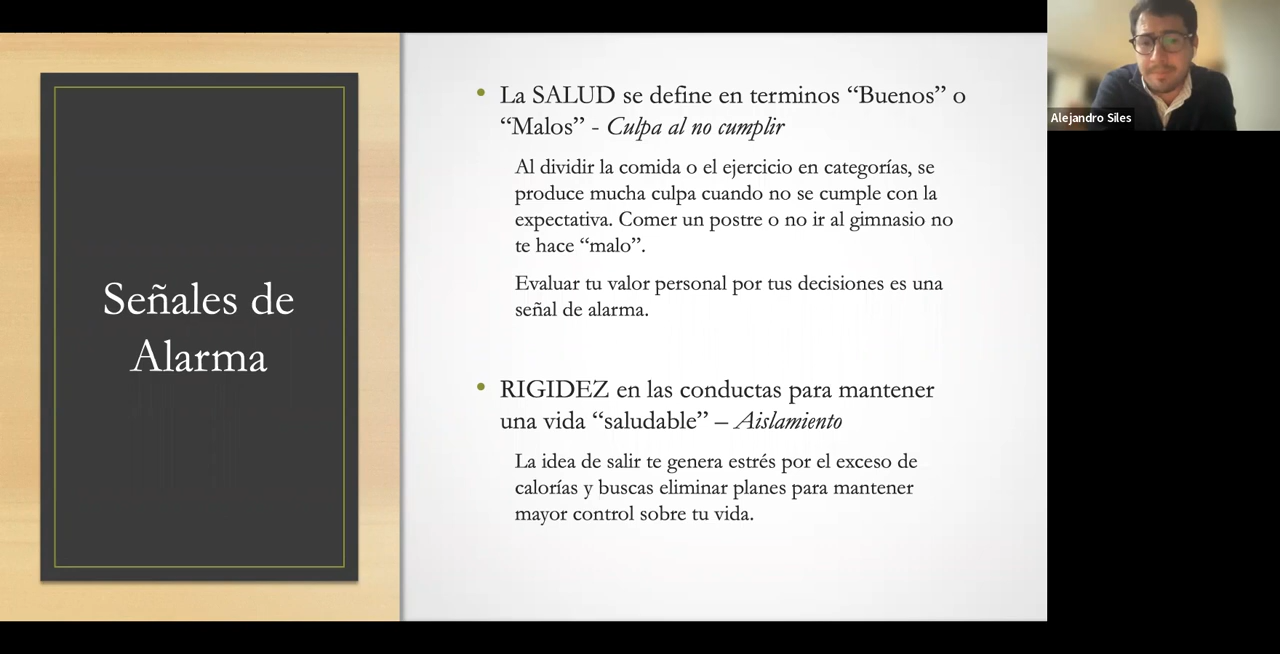 Señales de
Alarma
• La SALUD se define en terminos “Buenos” o
“Malos” - Culpa al no cumplir
Al dividir la comida o el ejercicio en categorías, se
produce mucha culpa cuando no se cumple con la
expectativa. Comer un postre o no ir al gimnasio no
te hace “malo”.
Evaluar tu valor personal por tus decisiones es una
señal de alarma.
• RIGIDEZ en las conductas para mantener
una vida “saludable” – Aislamiento
La idea de salir te genera estrés por el exceso de
calorías y buscas eliminar planes para mantener
mayor control sobre tu vida.
Alejandro Siles